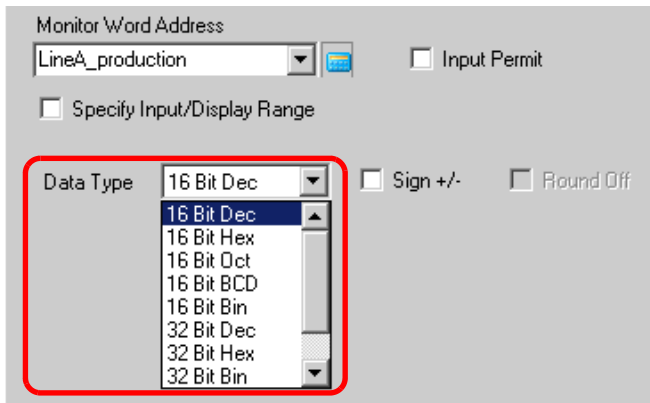 Monitor Word Address
LineA_production
Input Permit
Specify Input/Display Range
Data Type 16 Bit Dec Sign +/- Round Off
16 Bit Dec
16 Bit Hex
16 Bit Oct
16 Bit BCD
16 Bit Bin
32 Bit Dec
32 Bit Hex
32 Bit Bin